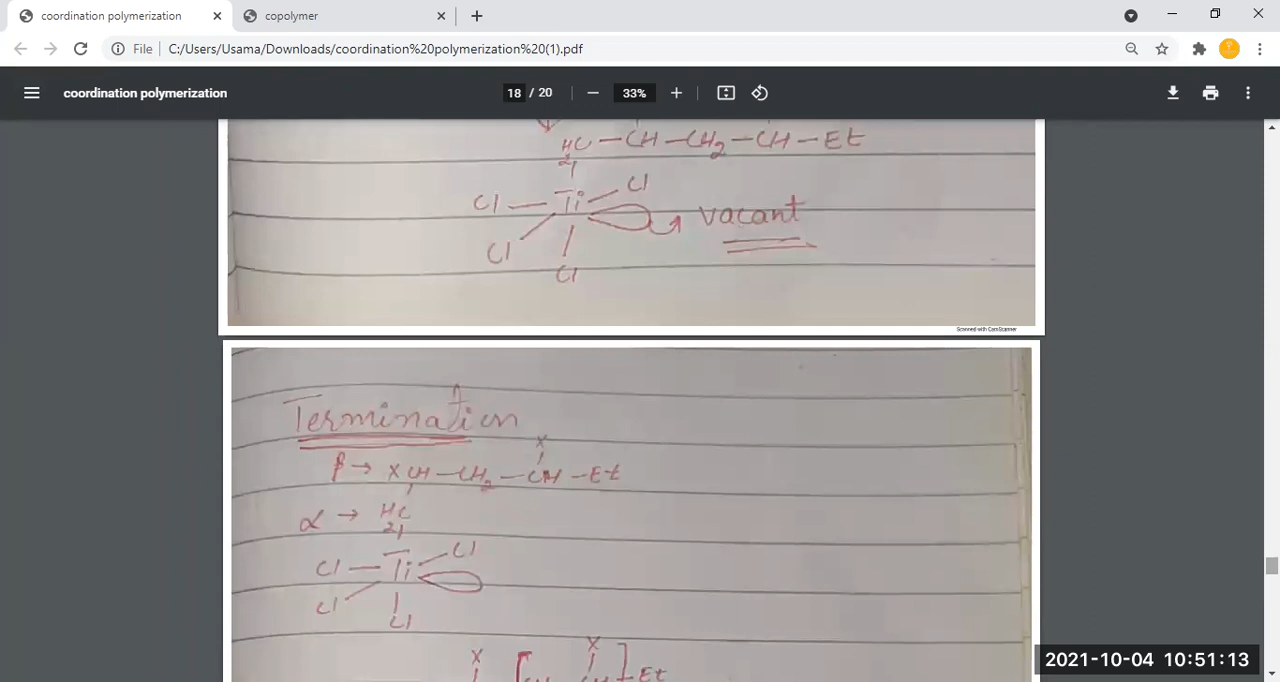 coordination polymerization
copolymer
File C:/Users/Usama/Downloads/coordination%20polymerization%20(1).pdf
coordination polymerization
18 / 20
33%
H2C — CH — CH2 — CH — Et
Cl — Ti — Cl
vacant
Cl
Cl
Scanned with CamScanner
Termination
X
β → X CH — CH2 — CH — Et
α → H2C
Cl — Ti — Cl
Cl
Cl
X X
Et
2021-10-04 10:51:13